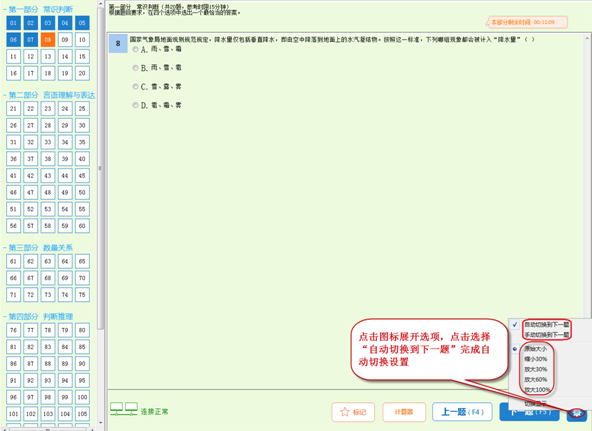 - 第一部分 常识判断
01 02 03 04 05
06 07 08 09 10
11 12 13 14 15
16 17 18 19 20
- 第二部分 言语理解与表达
21 22 23 24 25
26 27 28 29 30
31 32 33 34 35
36 37 38 39 40
41 42 43 44 45
46 47 48 49 50
51 52 53 54 55
56 57 58 59 60
- 第三部分 数量关系
61 62 63 64 65
66 67 68 69 70
71 72 73 74 75
- 第四部分 判断推理
76 77 78 79 80
81 82 83 84 85
86 87 88 89 90
91 92 93 94 95
96 97 98 99 100
101 102 103 104 105
第一部分 常识判断（共20题，参考时限15分钟）
根据题目要求，在四个选项中选出一个最恰当的答案。
本部分剩余时间 00:11:09
8 国家气象局地面观测规范规定，降水量仅包括垂直降水，即由空中降落到地面上的水汽凝结物。按照这一标准，下列哪组现象都会被计入“降水量”（ ）
A. 雨、雪、霜
B. 雨、雪、雹
C. 雪、露、雾
D. 雹、霜、雾
点击图标展开选项，点击选择
“自动切换到下一题”完成自
动切换设置
自动切换到下一题
手动切换到下一题
原始大小
缩小30%
放大30%
放大60%
放大100%
切换显示
连接正常
标记
计算器
上一题（F4）
下一题（F5）